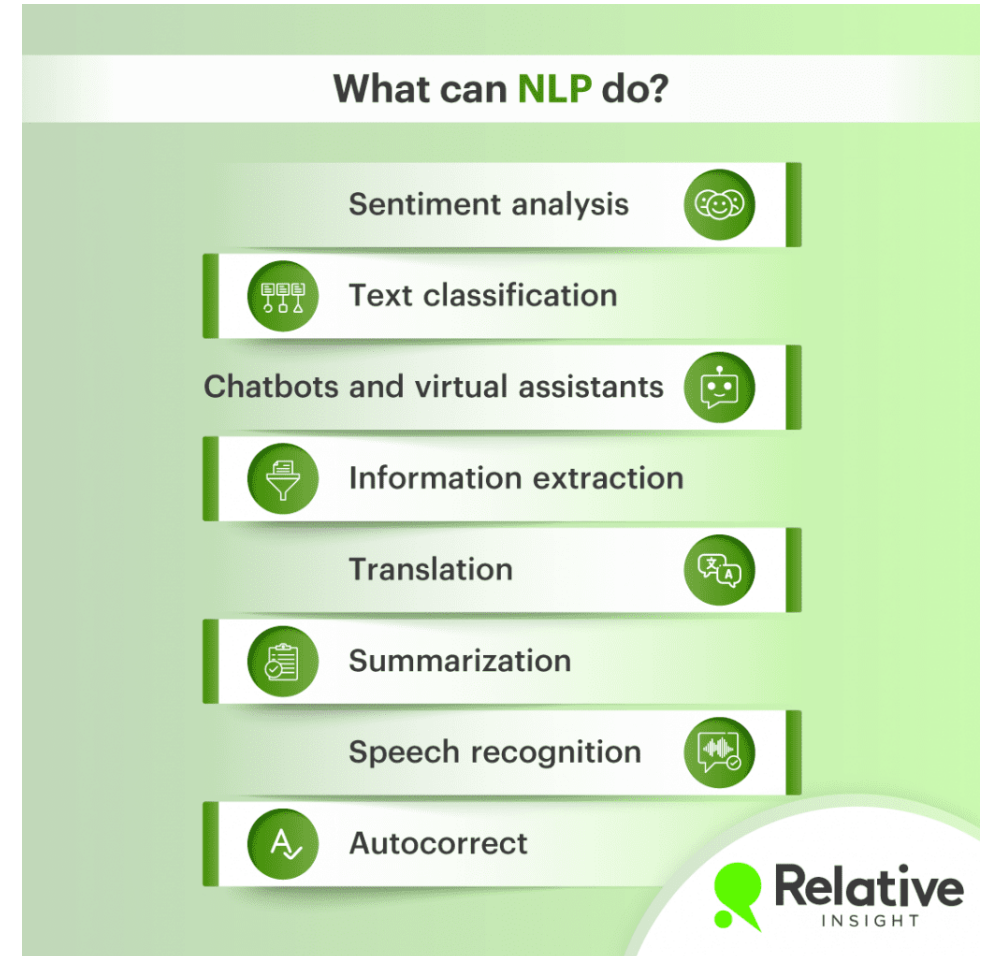 What can NLP do?
Sentiment analysis
Text classification
Chatbots and virtual assistants
Information extraction
Translation
Summarization
Speech recognition
Autocorrect
Relative
INSIGHT